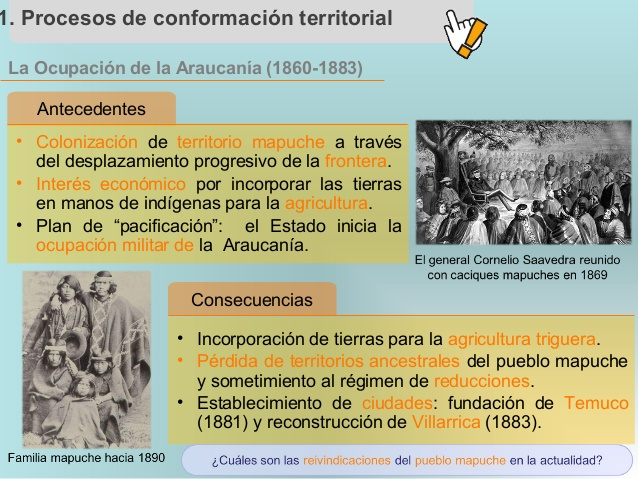 1. Procesos de conformación territorial
La Ocupación de la Araucanía (1860-1883)
Antecedentes
• Colonización de territorio mapuche a través
del desplazamiento progresivo de la frontera.
• Interés económico por incorporar las tierras
en manos de indígenas para la agricultura.
• Plan de “pacificación”: el Estado inicia la
ocupación militar de la Araucanía.
El general Cornelio Saavedra reunido
con caciques mapuches en 1869
Consecuencias
• Incorporación de tierras para la agricultura triguera.
• Pérdida de territorios ancestrales del pueblo mapuche
y sometimiento al régimen de reducciones.
• Establecimiento de ciudades: fundación de Temuco
(1881) y reconstrucción de Villarrica (1883).
Familia mapuche hacia 1890
¿Cuáles son las reivindicaciones del pueblo mapuche en la actualidad?